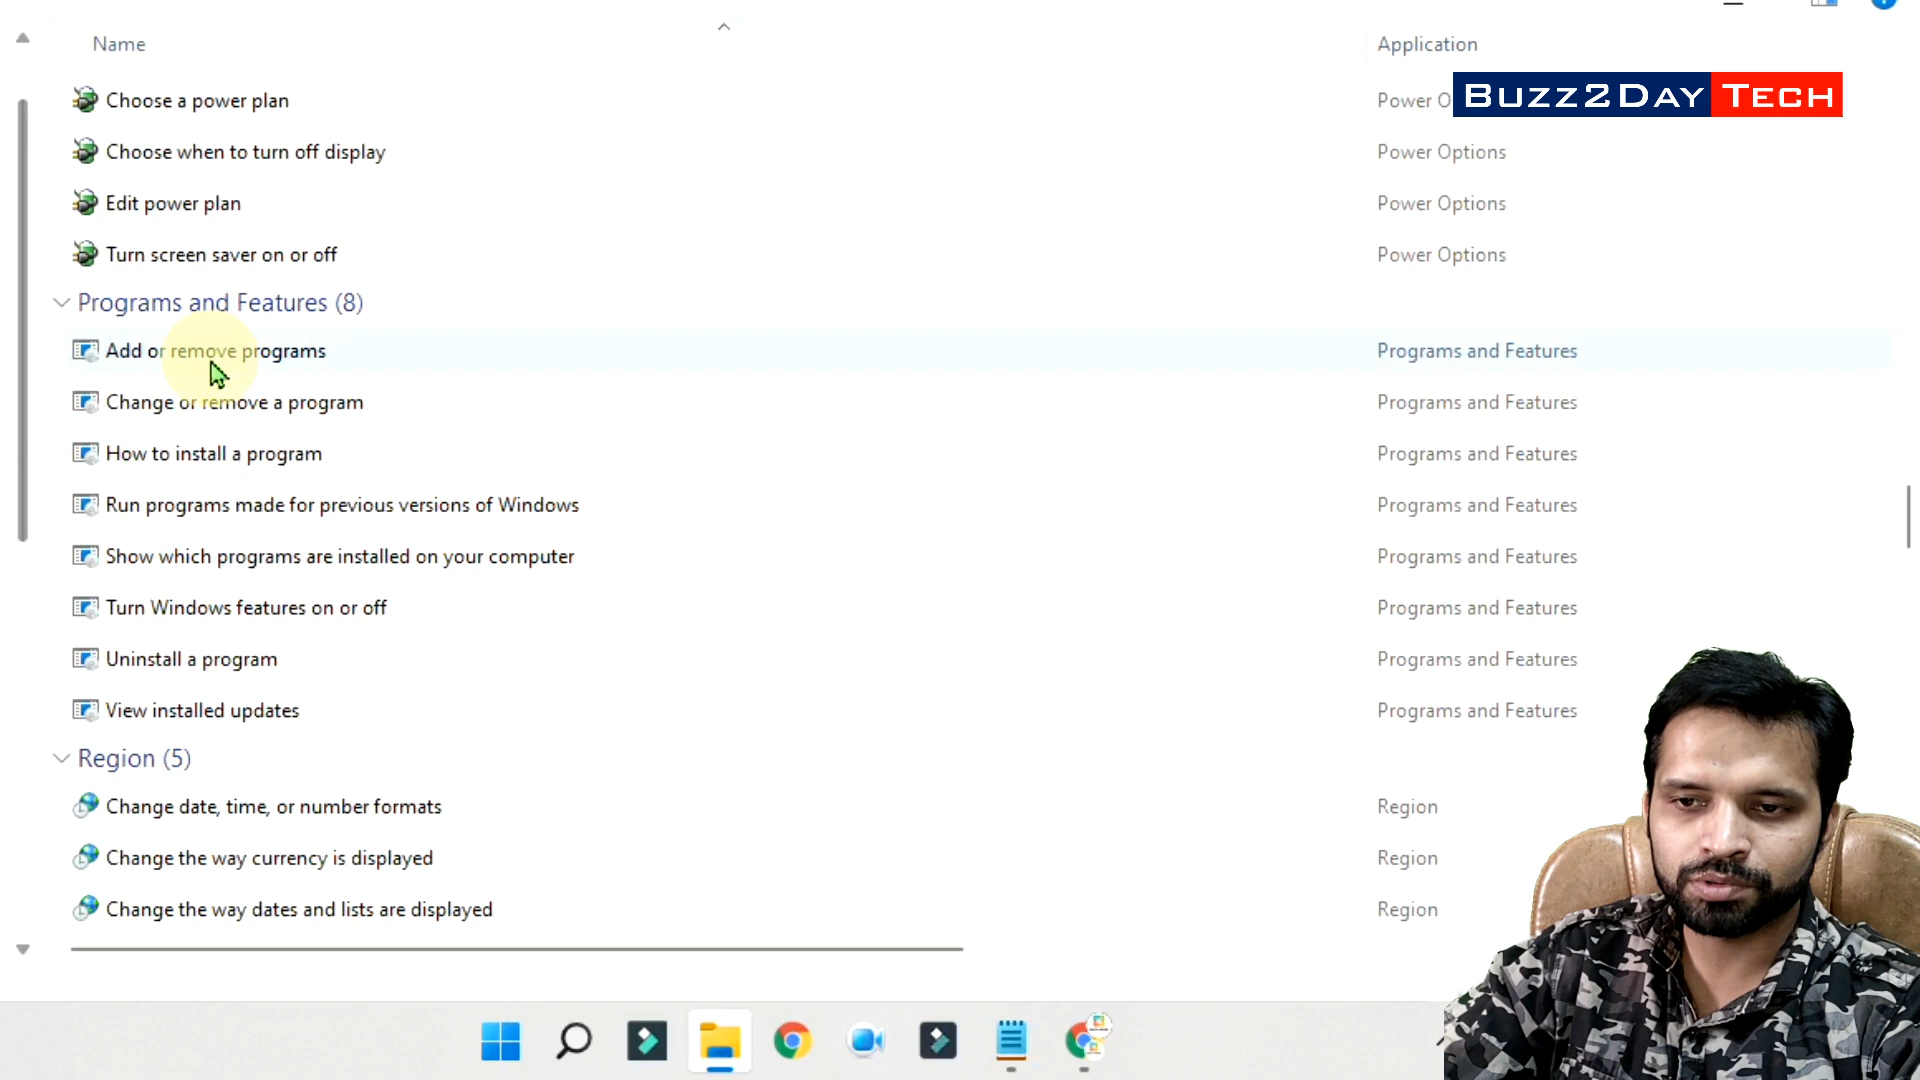 Name Application
Choose a power plan Power O
BUZZ2DAY TECH
Choose when to turn off display Power Options
Edit power plan Power Options
Turn screen saver on or off Power Options
Programs and Features (8)
Add or remove programs Programs and Features
Change or remove a program Programs and Features
How to install a program Programs and Features
Run programs made for previous versions of Windows Programs and Features
Show which programs are installed on your computer Programs and Features
Turn Windows features on or off Programs and Features
Uninstall a program Programs and Features
View installed updates Programs and Features
Region (5)
Change date, time, or number formats Region
Change the way currency is displayed Region
Change the way dates and lists are displayed Region